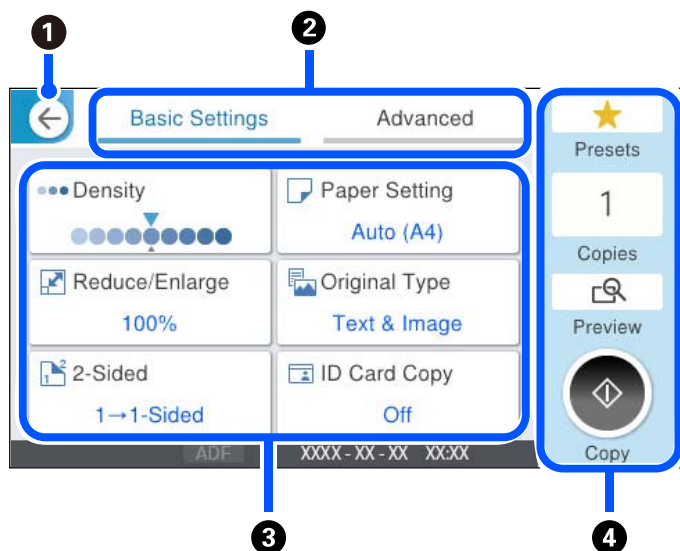 1
2
Basic Settings
Advanced
Presets
Density
Paper Setting
Auto (A4)
1
Copies
Reduce/Enlarge
100%
Original Type
Text & Image
Preview
1 2
2-Sided
1→1-Sided
ID Card Copy
Off
Copy
ADF
XXXX - XX - XX XX:XX
3
4